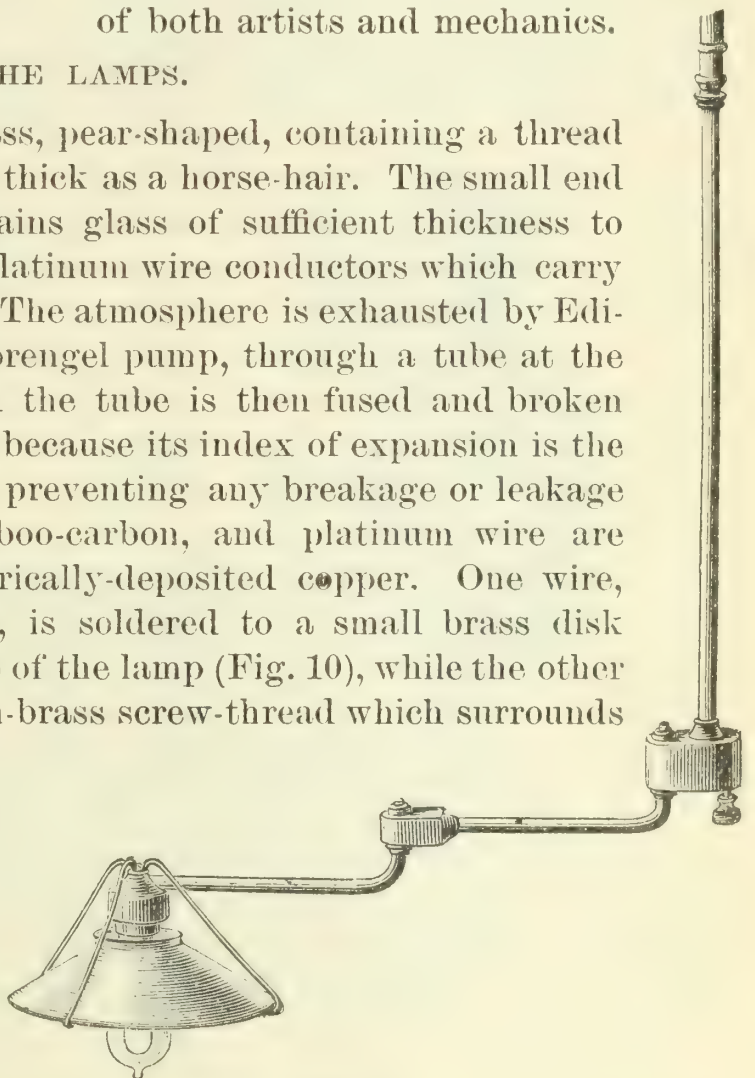 of both artists and mechanics.
HE LAMPS.
ss, pear-shaped, containing a thread
thick as a horse-hair. The small end
ains glass of sufficient thickness to
latinum wire conductors which carry
The atmosphere is exhausted by Edi-
prengel pump, through a tube at the
the tube is then fused and broken
because its index of expansion is the
preventing any breakage or leakage
boo-carbon, and platinum wire are
rically-deposited copper. One wire,
, is soldered to a small brass disk
of the lamp (Fig. 10), while the other
-brass screw-thread which surrounds